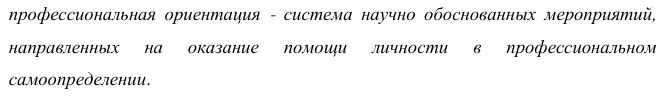 профессиональная ориентация - система научно обоснованных мероприятий,
направленных на оказание помощи личности в профессиональном
самоопределении.